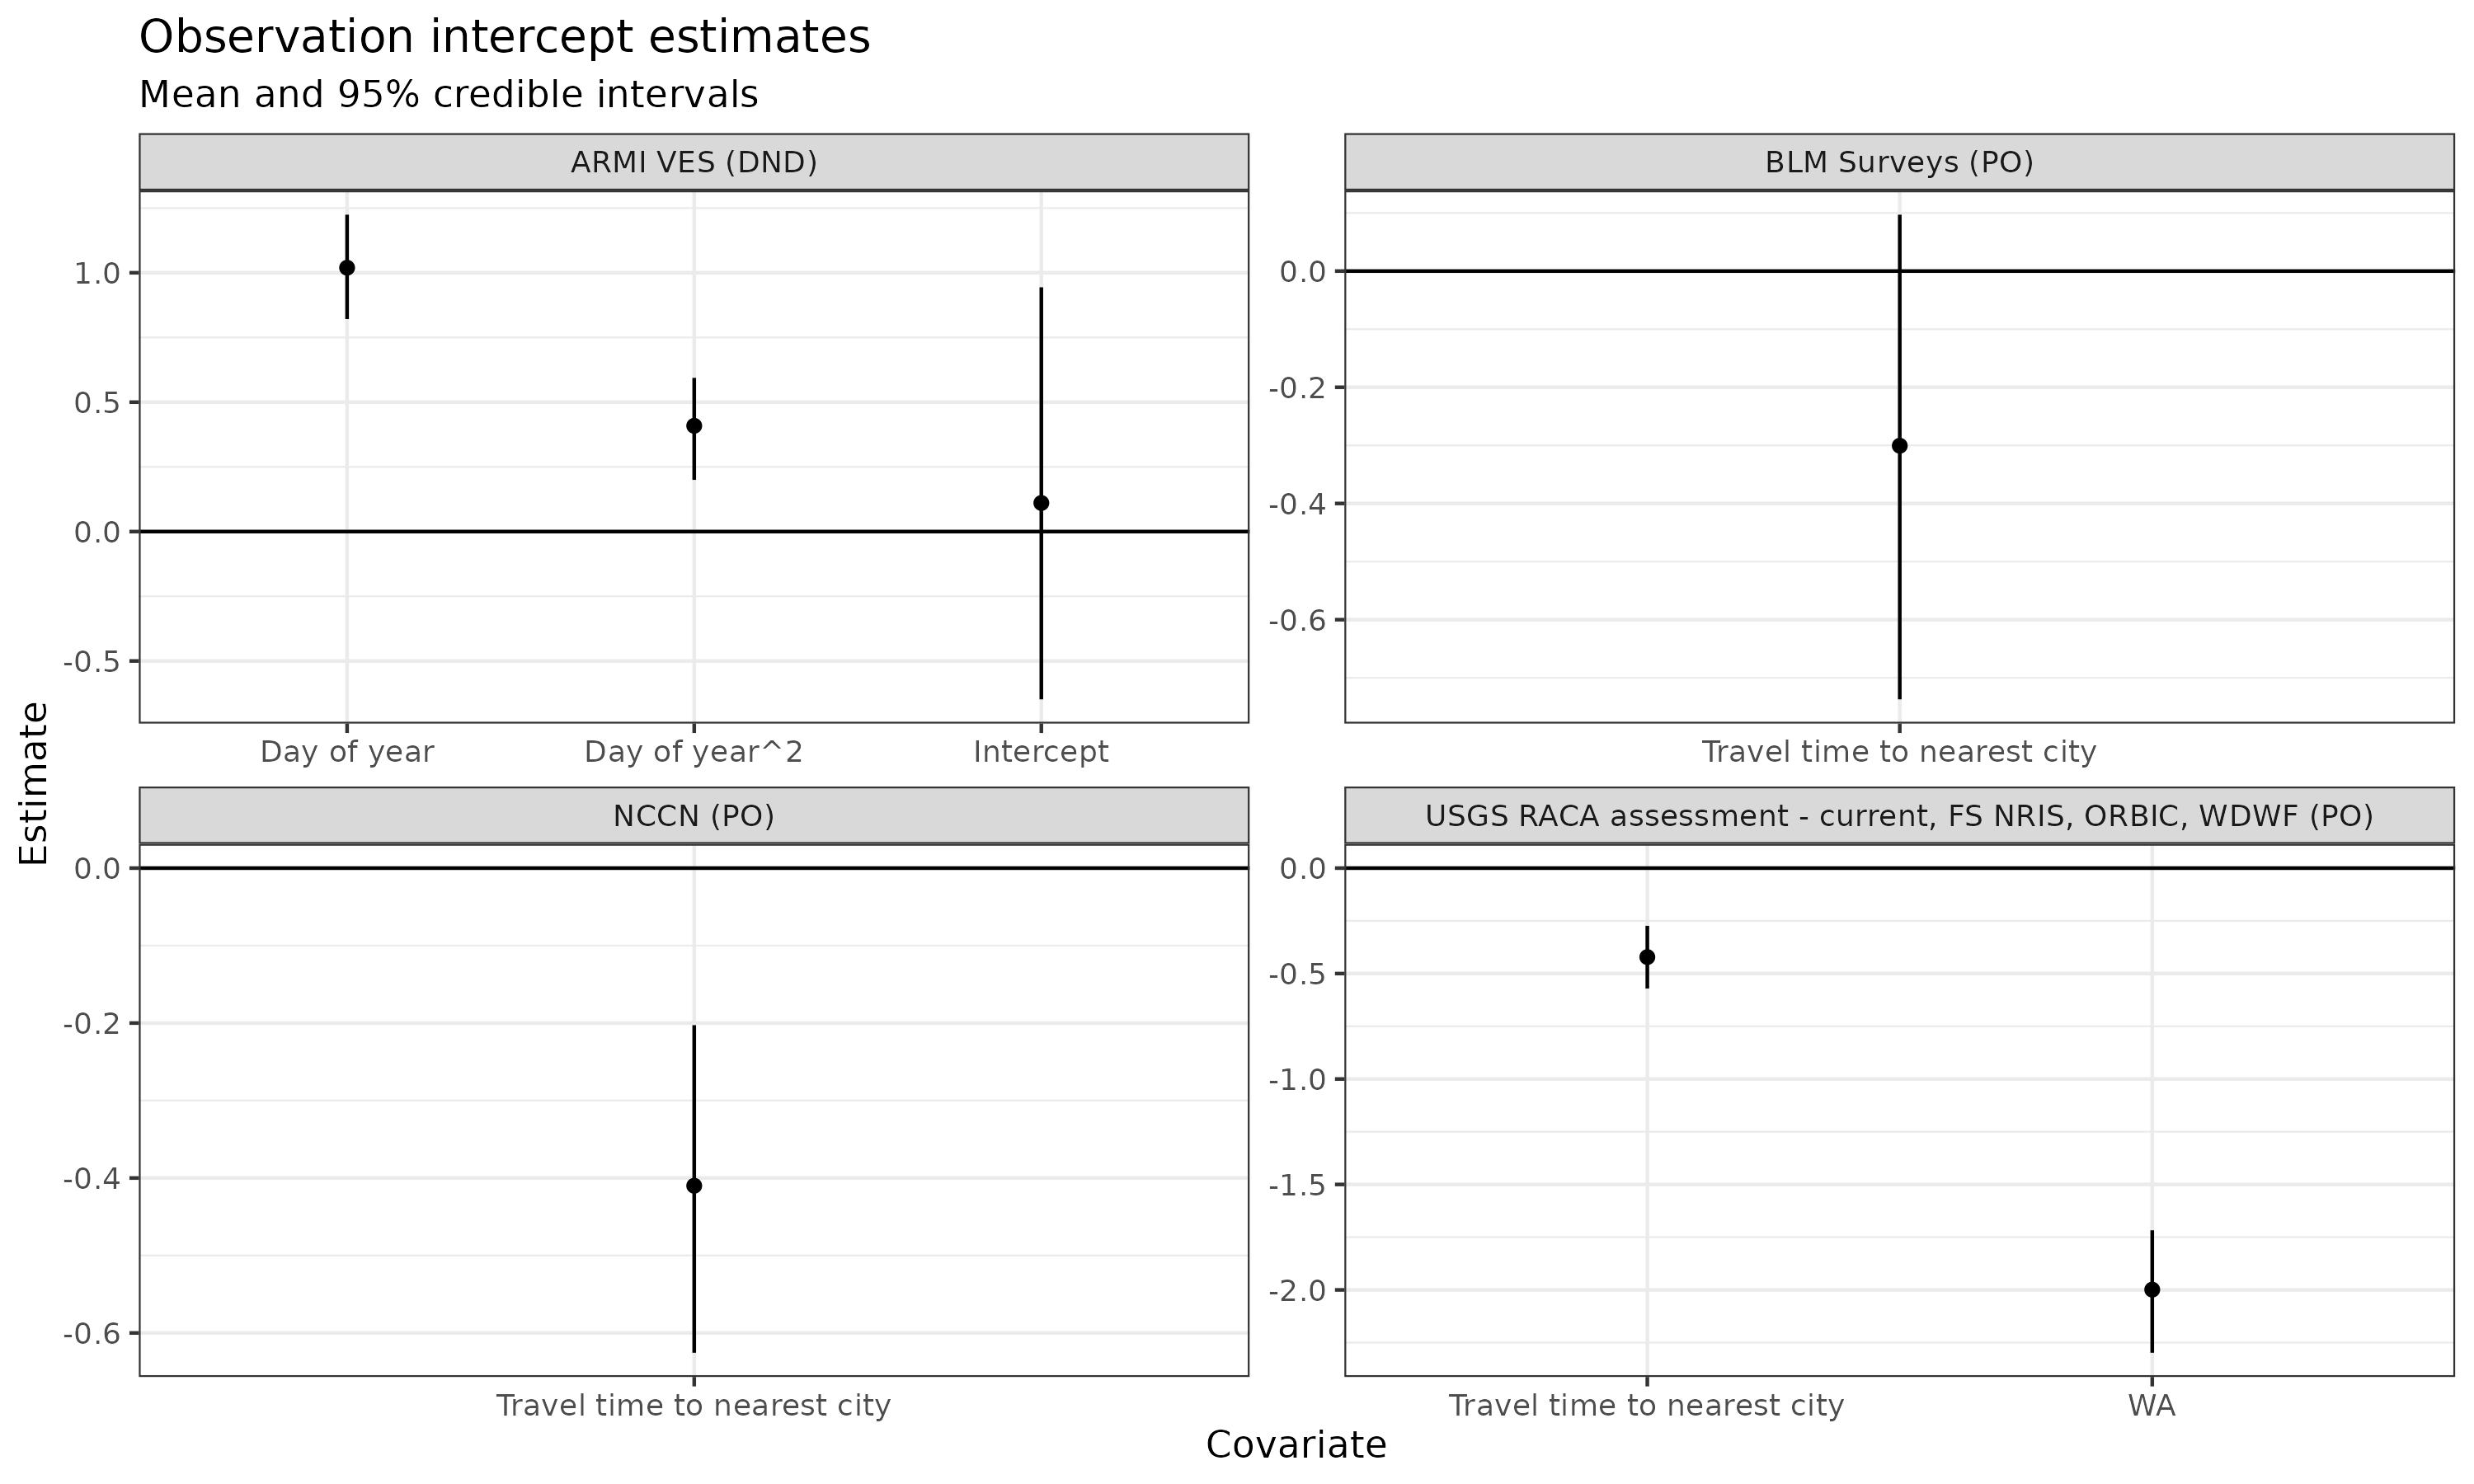 Observation intercept estimates
Mean and 95% credible intervals
ARMI VES (DND)
1.0
0.5
0.0
-0.5
Day of year
Day of year^2
Intercept
BLM Surveys (PO)
0.0
-0.2
-0.4
-0.6
Travel time to nearest city
Estimate
NCCN (PO)
0.0
-0.2
-0.4
-0.6
Travel time to nearest city
USGS RACA assessment - current, FS NRIS, ORBIC, WDWF (PO)
0.0
-0.5
-1.0
-1.5
-2.0
Travel time to nearest city
WA
Covariate